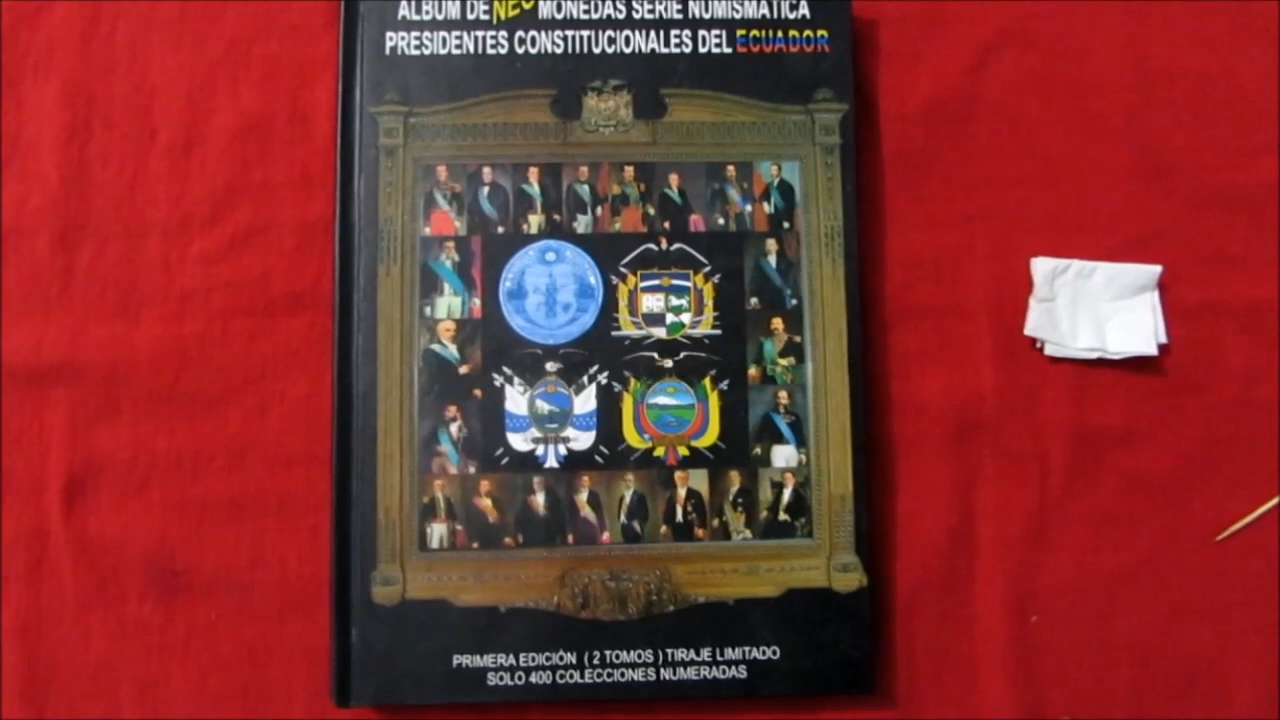 ALBUM DE NEO MONEDAS SERIE NUMISMATICA
PRESIDENTES CONSTITUCIONALES DEL ECUADOR
PRIMERA EDICIÓN ( 2 TOMOS ) TIRAJE LIMITADO
SOLO 400 COLECCIONES NUMERADAS